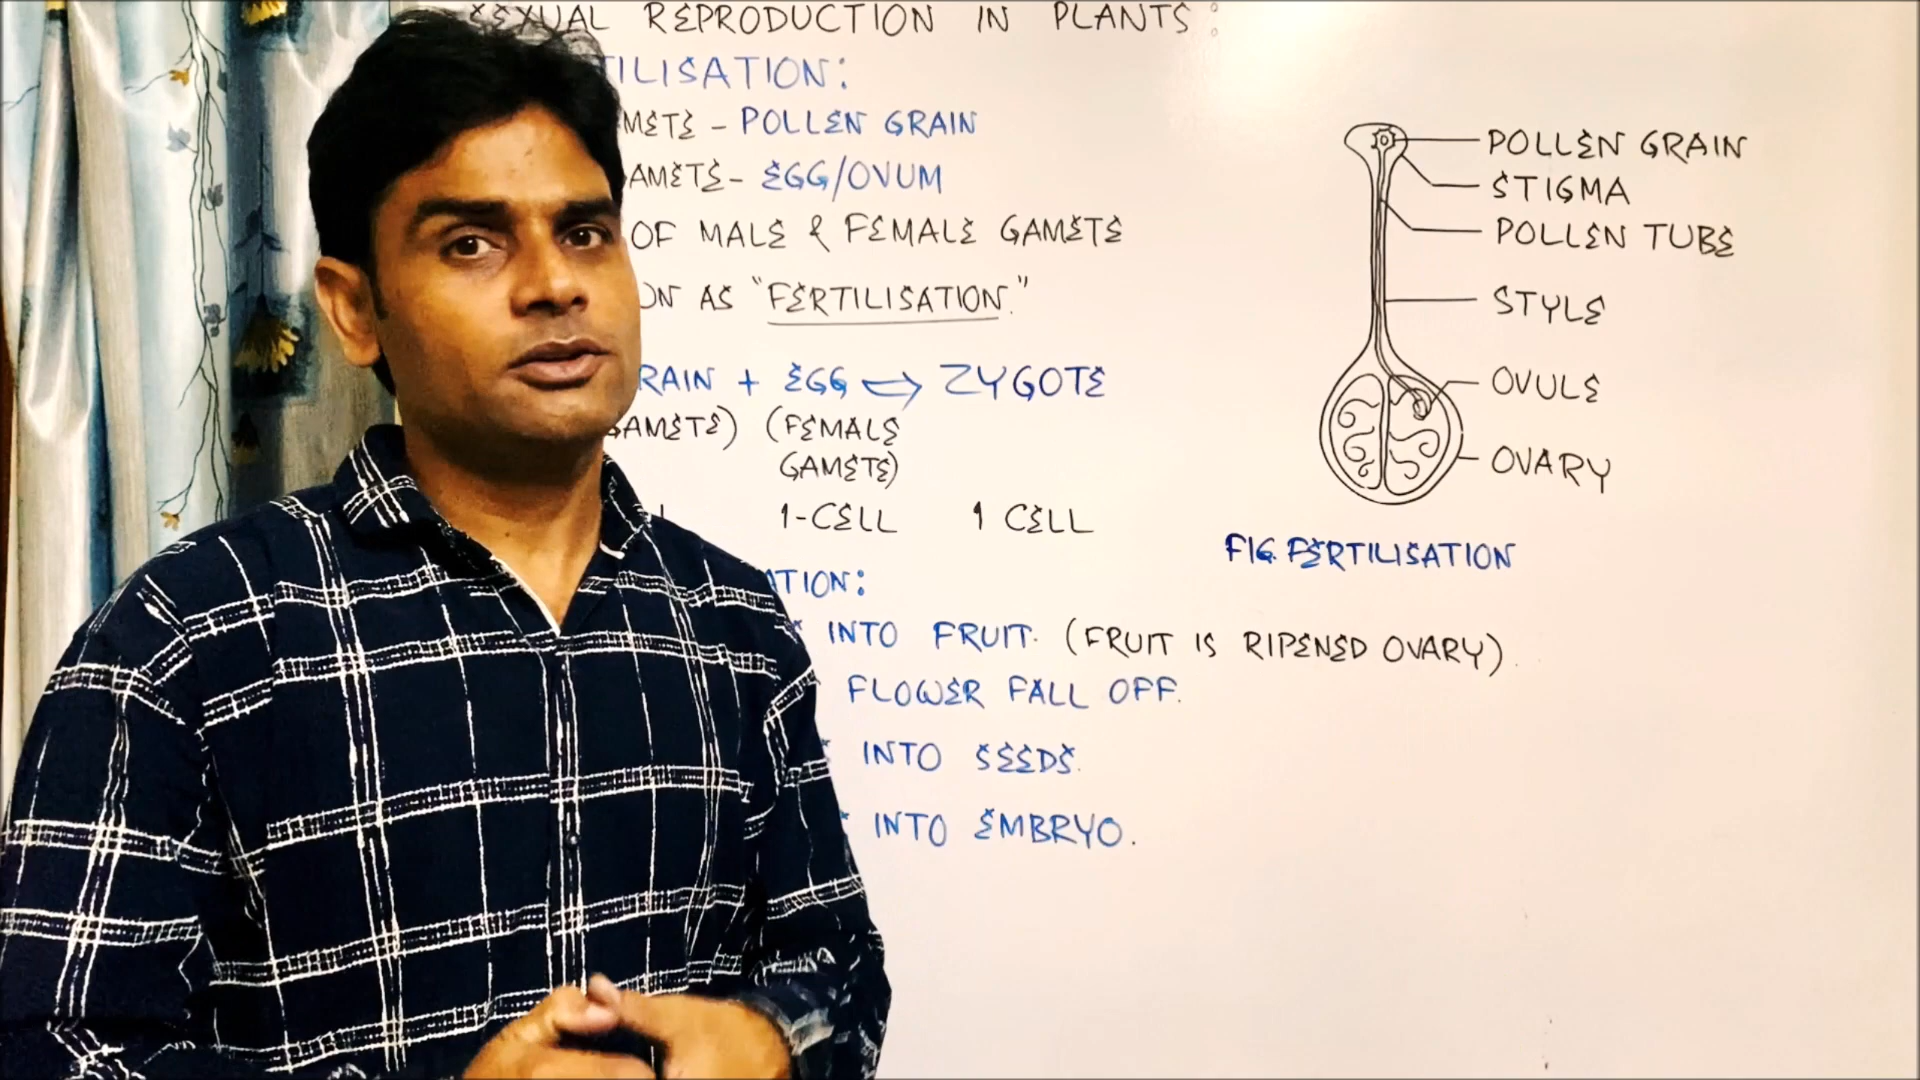 SEXUAL REPRODUCTION IN PLANTS:
TILISATION:
METE - POLLEN GRAIN
AMETE - EGG/OVUM
OF MALE & FEMALE GAMETE
ON AS "FERTILISATION."
RAIN + EGG ⇒ ZYGOTE
GAMETE) (FEMALE
GAMETE)
1-CELL 1 CELL
ATION:
INTO FRUIT. (FRUIT IS RIPENED OVARY).
FLOWER FALL OFF.
INTO SEEDS.
INTO EMBRYO.
POLLEN GRAIN
STIGMA
POLLEN TUBE
STYLE
OVULE
OVARY
FIG. FERTILISATION